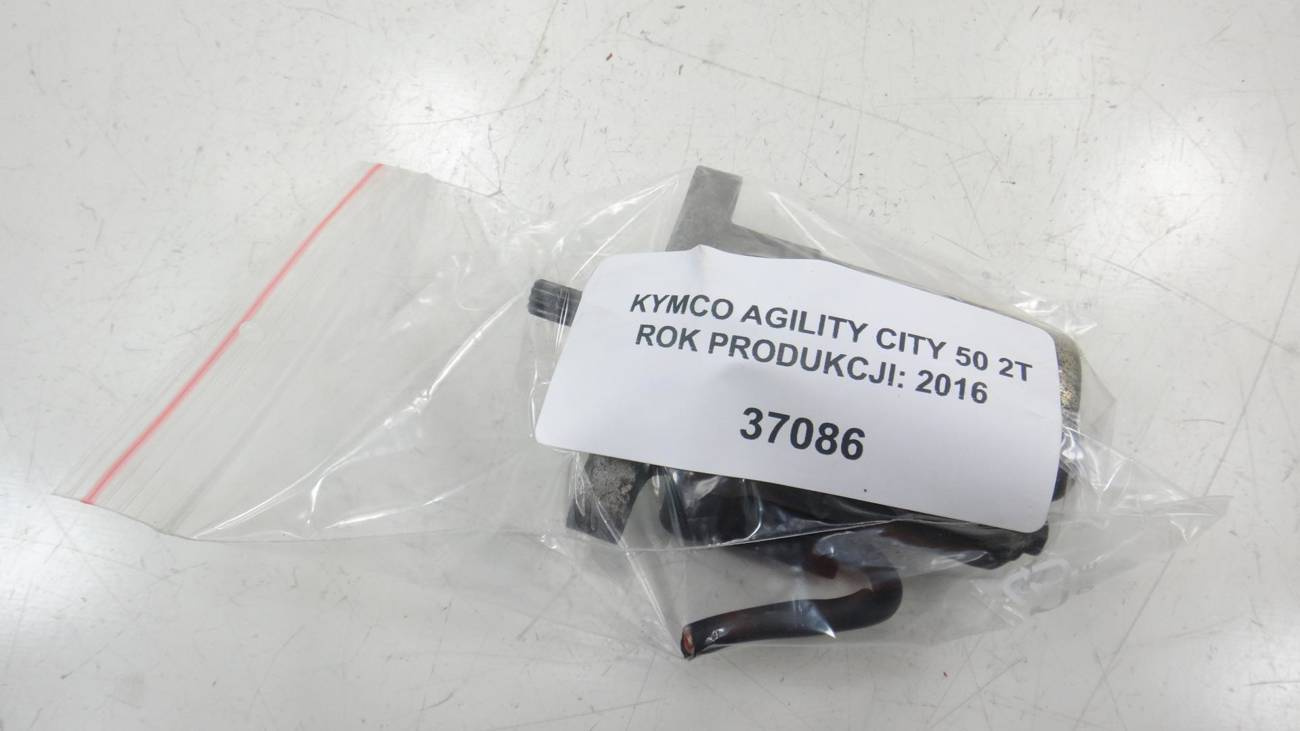 KYMCO AGILITY CITY 50 2T
ROK PRODUKCJI: 2016
37086